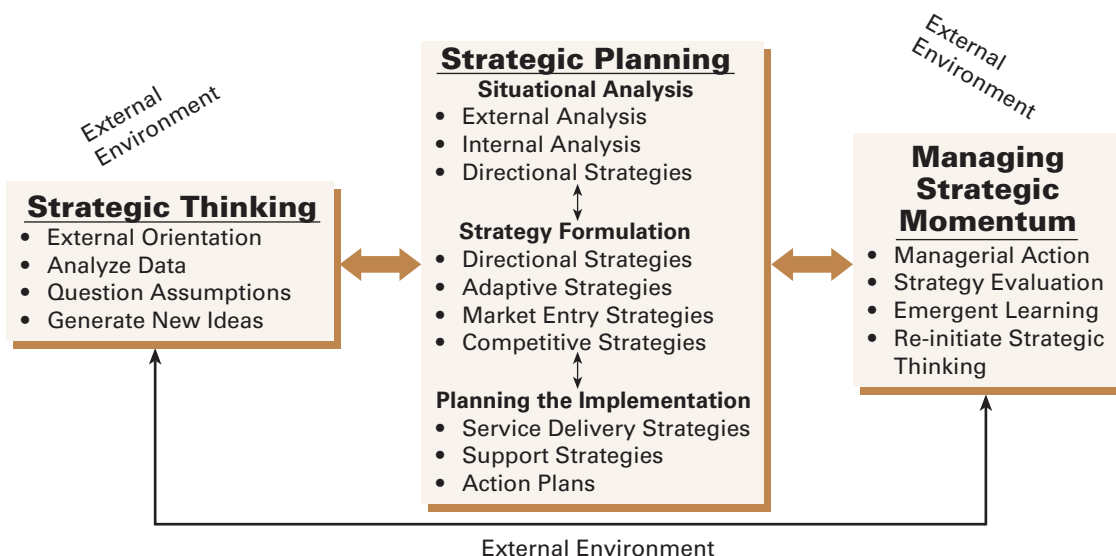 External
Environment
Strategic Thinking
• External Orientation
• Analyze Data
• Question Assumptions
• Generate New Ideas
Strategic Planning
Situational Analysis
• External Analysis
• Internal Analysis
• Directional Strategies
Strategy Formulation
• Directional Strategies
• Adaptive Strategies
• Market Entry Strategies
• Competitive Strategies
Planning the Implementation
• Service Delivery Strategies
• Support Strategies
• Action Plans
External
Environment
Managing
Strategic
Momentum
• Managerial Action
• Strategy Evaluation
• Emergent Learning
• Re-initiate Strategic
Thinking
External Environment